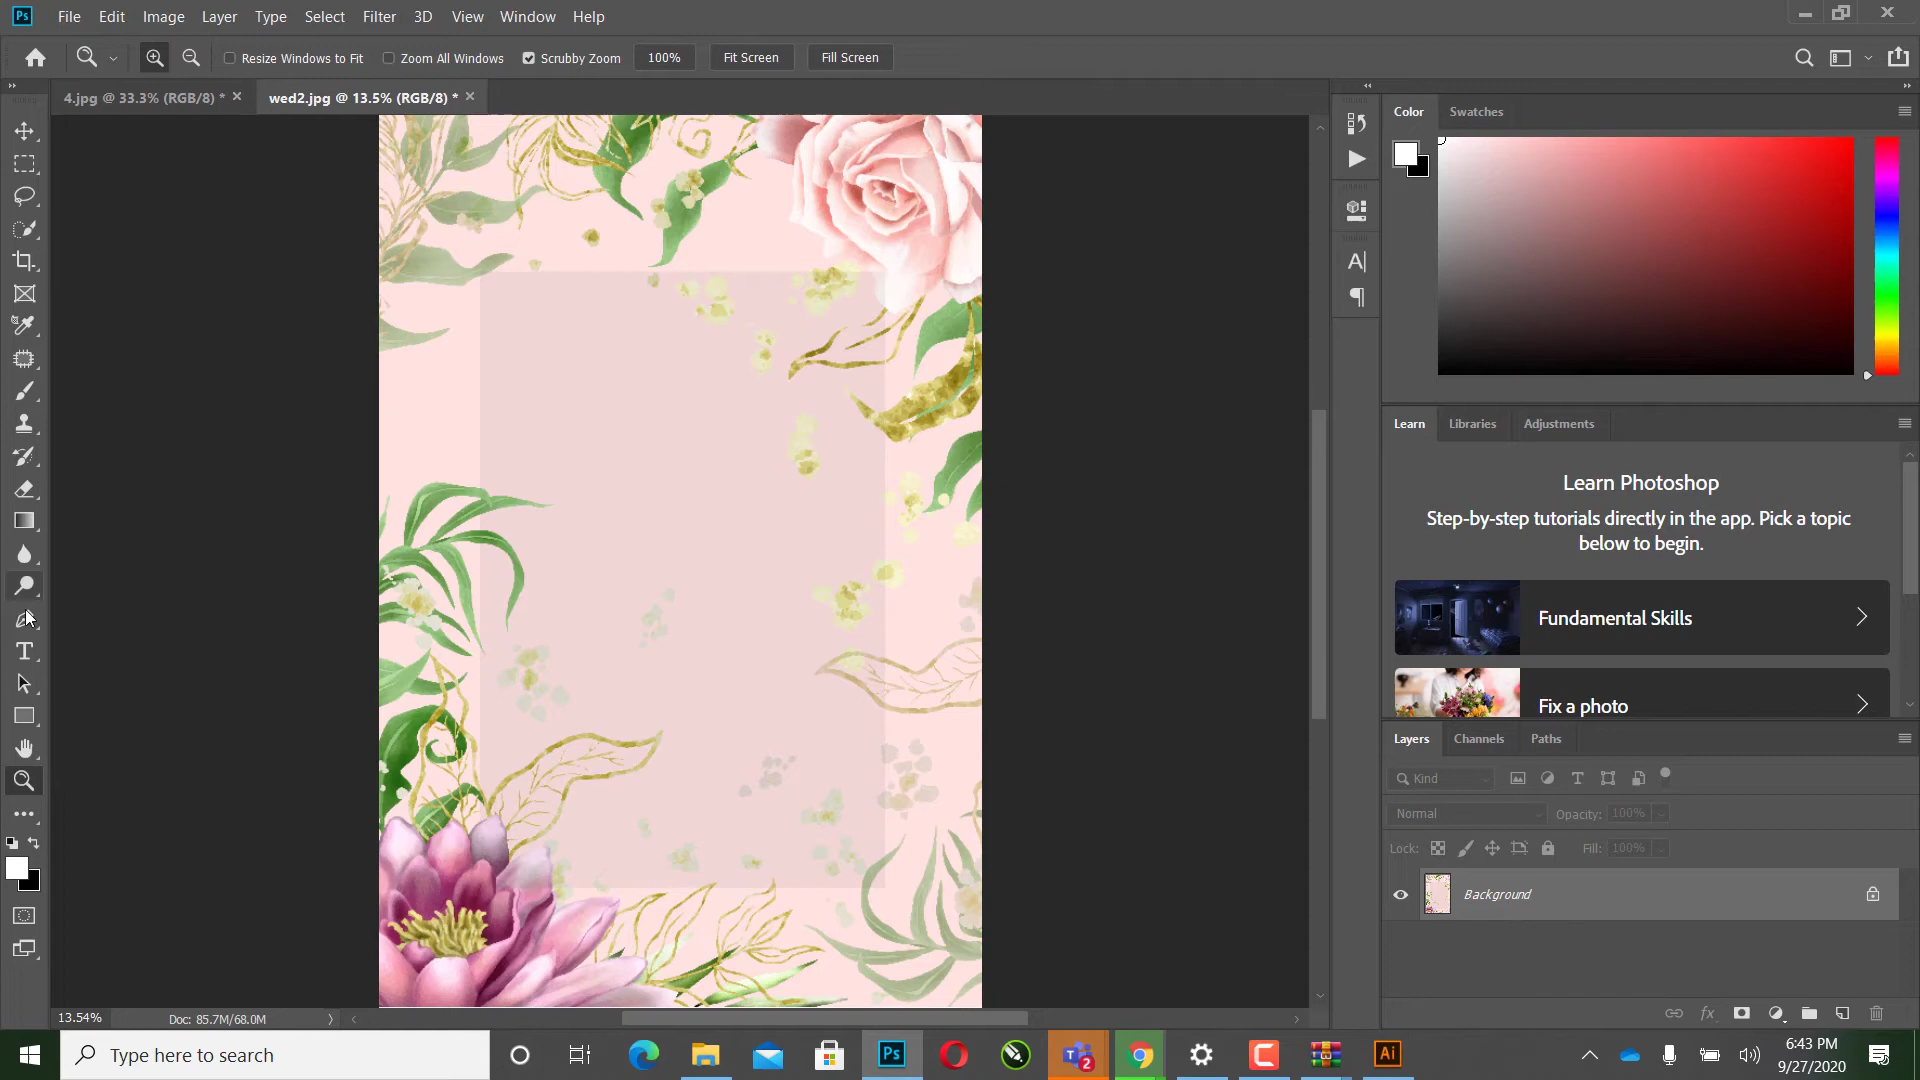 Ps File Edit Image Layer Type Select Filter 3D View Window Help
Resize Windows to Fit Zoom All Windows Scrubby Zoom 100% Fit Screen Fill Screen
4.jpg @ 33.3% (RGB/8) * wed2.jpg @ 13.5% (RGB/8) *
Color Swatches
Learn Libraries Adjustments
Learn Photoshop
Step-by-step tutorials directly in the app. Pick a topic
below to begin.
Fundamental Skills
Fix a photo
Layers Channels Paths
Kind
Normal Opacity: 100%
Lock: Fill: 100%
Background
13.54% Doc: 85.7M/68.0M
Type here to search
Ps
2
Ai
6:43 PM
9/27/2020